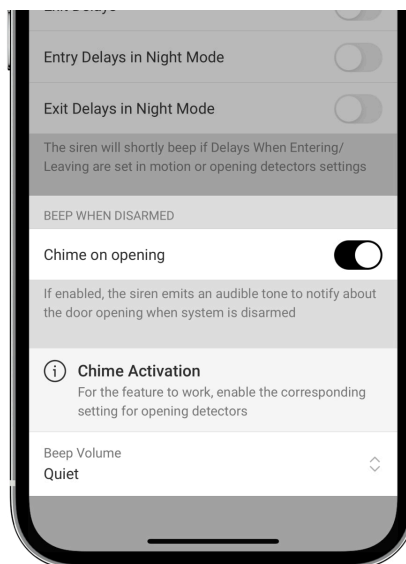 Entry Delays in Night Mode
Exit Delays in Night Mode
The siren will shortly beep if Delays When Entering/
Leaving are set in motion or opening detectors settings
BEEP WHEN DISARMED
Chime on opening
If enabled, the siren emits an audible tone to notify about
the door opening when system is disarmed
Chime Activation
For the feature to work, enable the corresponding
setting for opening detectors
Beep Volume
Quiet